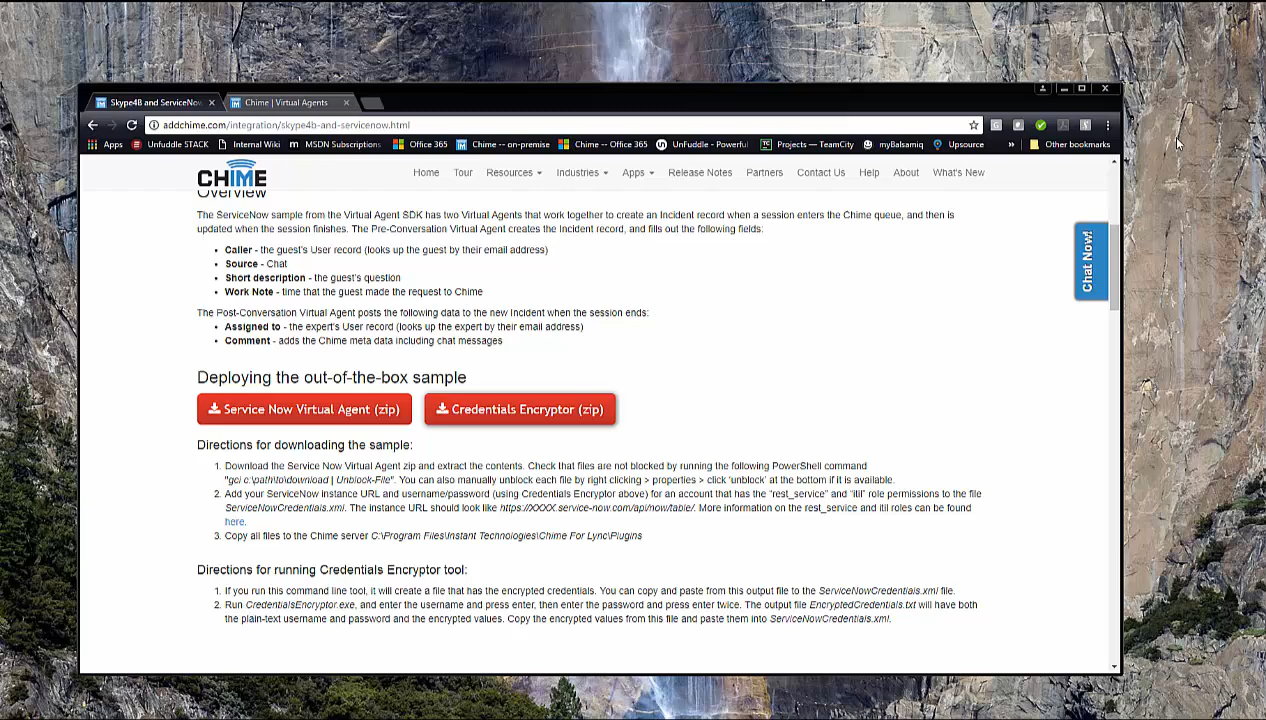 Skype4B and ServiceNow
Chime | Virtual Agents
addchime.com/integration/skype4b-and-servicenow.html
Apps Unfuddle STACK Internal Wiki MSDN Subscriptions Office 365 Chime -- on-premise Chime -- Office 365 UnFuddle - Powerful Projects — TeamCity myBalsamiq Upsource » Other bookmarks
CHIME
Home Tour Resources Industries Apps Release Notes Partners Contact Us Help About What's New
Overview
The ServiceNow sample from the Virtual Agent SDK has two Virtual Agents that work together to create an Incident record when a session enters the Chime queue, and then is
updated when the session finishes. The Pre-Conversation Virtual Agent creates the Incident record, and fills out the following fields:
• Caller - the guest's User record (looks up the guest by their email address)
• Source - Chat
• Short description - the guest's question
• Work Note - time that the guest made the request to Chime
The Post-Conversation Virtual Agent posts the following data to the new Incident when the session ends:
• Assigned to - the expert's User record (looks up the expert by their email address)
• Comment - adds the Chime meta data including chat messages
Chat Now!
Deploying the out-of-the-box sample
Service Now Virtual Agent (zip)
Credentials Encryptor (zip)
Directions for downloading the sample:
1. Download the Service Now Virtual Agent zip and extract the contents. Check that files are not blocked by running the following PowerShell command
"gci c:\path\to\download | Unblock-File". You can also manually unblock each file by right clicking > properties > click 'unblock' at the bottom if it is available.
2. Add your ServiceNow instance URL and username/password (using Credentials Encryptor above) for an account that has the "rest_service" and "itil" role permissions to the file
ServiceNowCredentials.xml. The instance URL should look like https://XXXX.service-now.com/api/now/table/. More information on the rest_service and itil roles can be found
here.
3. Copy all files to the Chime server C:\Program Files\Instant Technologies\Chime For Lync\Plugins
Directions for running Credentials Encryptor tool:
1. If you run this command line tool, it will create a file that has the encrypted credentials. You can copy and paste from this output file to the ServiceNowCredentials.xml file.
2. Run CredentialsEncryptor.exe, and enter the username and press enter, then enter the password and press enter twice. The output file EncryptedCredentials.txt will have both
the plain-text username and password and the encrypted values. Copy the encrypted values from this file and paste them into ServiceNowCredentials.xml.